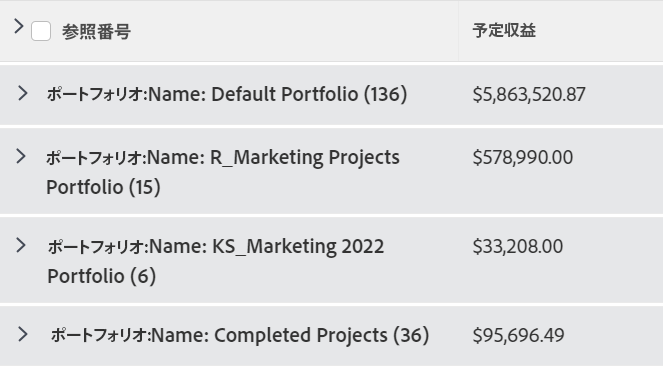 参照番号 予定収益
ポートフォリオ:Name: Default Portfolio (136) $5,863,520.87
ポートフォリオ:Name: R_Marketing Projects $578,990.00
Portfolio (15)
ポートフォリオ:Name: KS_Marketing 2022 $33,208.00
Portfolio (6)
ポートフォリオ:Name: Completed Projects (36) $95,696.49